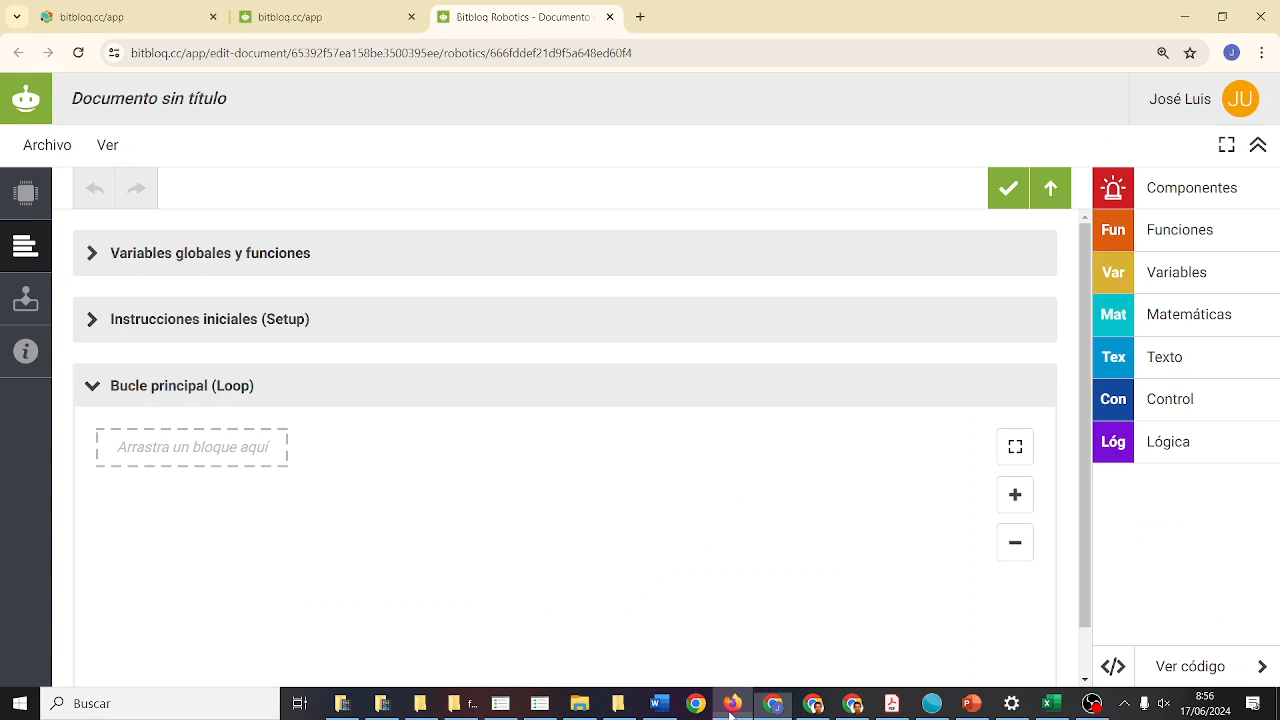 bitbloq.cc/app
bitbloq.cc/app
Bitbloq Robotics - Documento s
bitbloq.cc/app/edit-document/65392f57ea158be3500395ee/robotics/666fddef21d9f5a648ed60f4
J
Documento sin título
José Luis
JU
Archivo
Ver
Componentes
Fun Funciones
Var Variables
Mat Matemáticas
Tex Texto
Con Control
Lóg Lógica
Variables globales y funciones
Instrucciones iniciales (Setup)
Bucle principal (Loop)
Arrastra un bloque aquí
Ver código
Buscar
8:56
17/06/2024